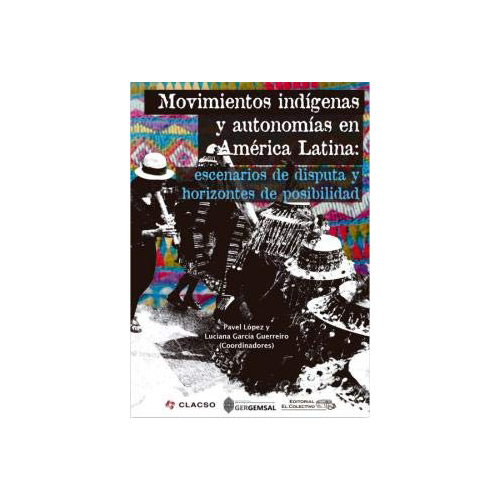 Movimientos indígenas
y autonomías en
América Latina:
escenarios de disputa y
horizontes de posibilidad
Pavel López y
Luciana García Guerreiro
(Coordinadores)
CLACSO
GERGEMSAL
EDITORIAL
EL COLECTIVO